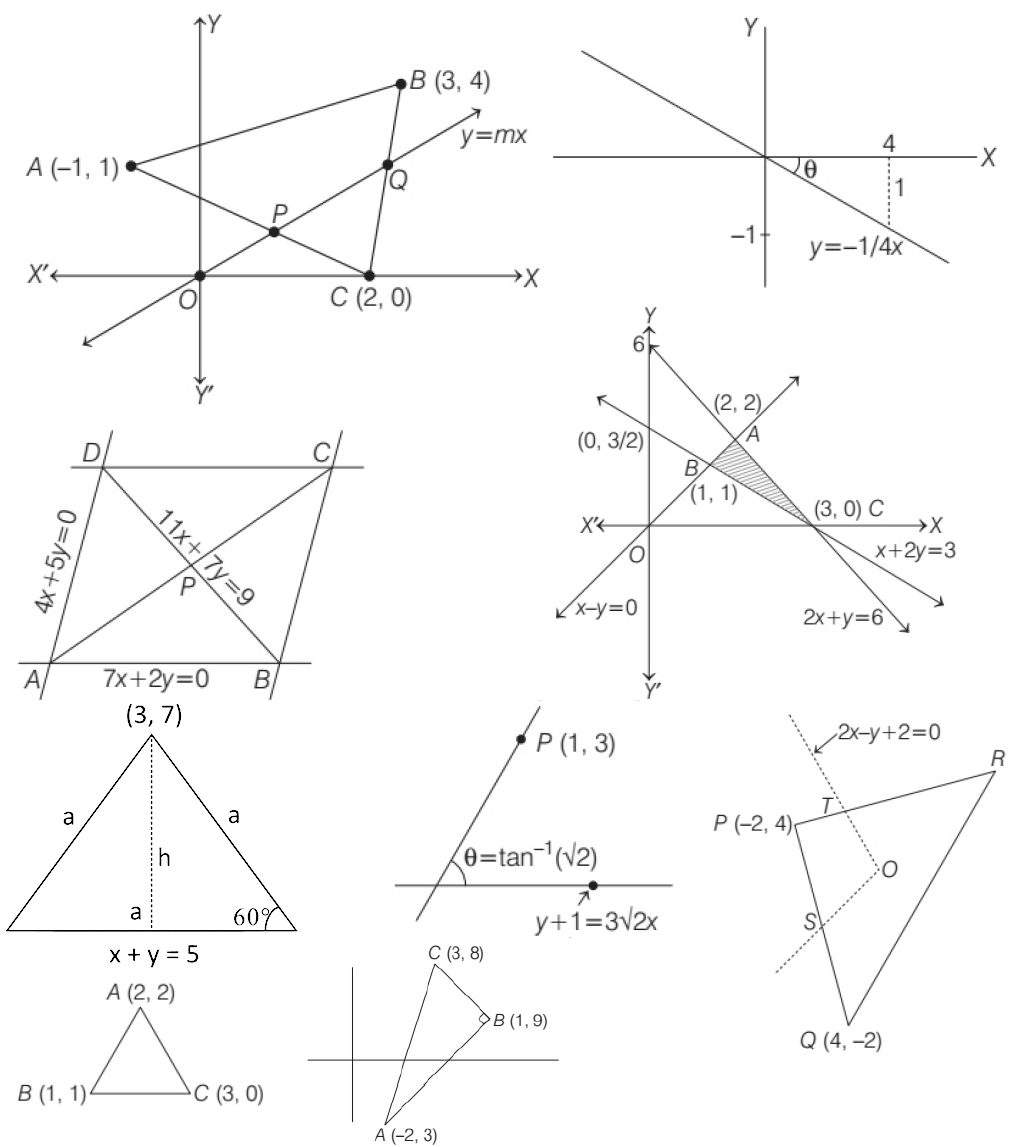 Y
B (3, 4)
y=mx
A (–1, 1)
Q
P
X′
X
O
C (2, 0)
Y′
Y
4
X
θ
1
–1
y=–1/4x
Y
6
(2, 2)
A
(0, 3/2)
B
(1, 1)
(3, 0) C
X′
X
O
x+2y=3
x–y=0
2x+y=6
Y′
D
C
4x+5y=0
11x+7y=9
P
A
7x+2y=0
B
(3, 7)
a
a
h
a
60°
x + y = 5
P (1, 3)
θ=tan⁻¹(√2)
y+1=3√2x
2x–y+2=0
R
T
P (–2, 4)
O
S
Q (4, –2)
A (2, 2)
B (1, 1)
C (3, 0)
C (3, 8)
B (1, 9)
A (–2, 3)